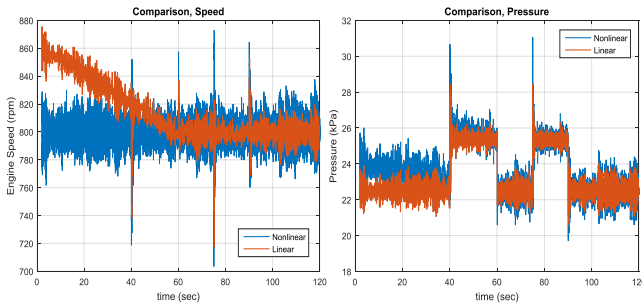 Comparison, Speed
880
860
840
820
800
780
760
740
720
700
Engine Speed (rpm)
Nonlinear
Linear
0 20 40 60 80 100 120
time (sec)
Comparison, Pressure
32
30
28
26
24
22
20
18
Pressure (kPa)
Nonlinear
Linear
0 20 40 60 80 100 120
time (sec)